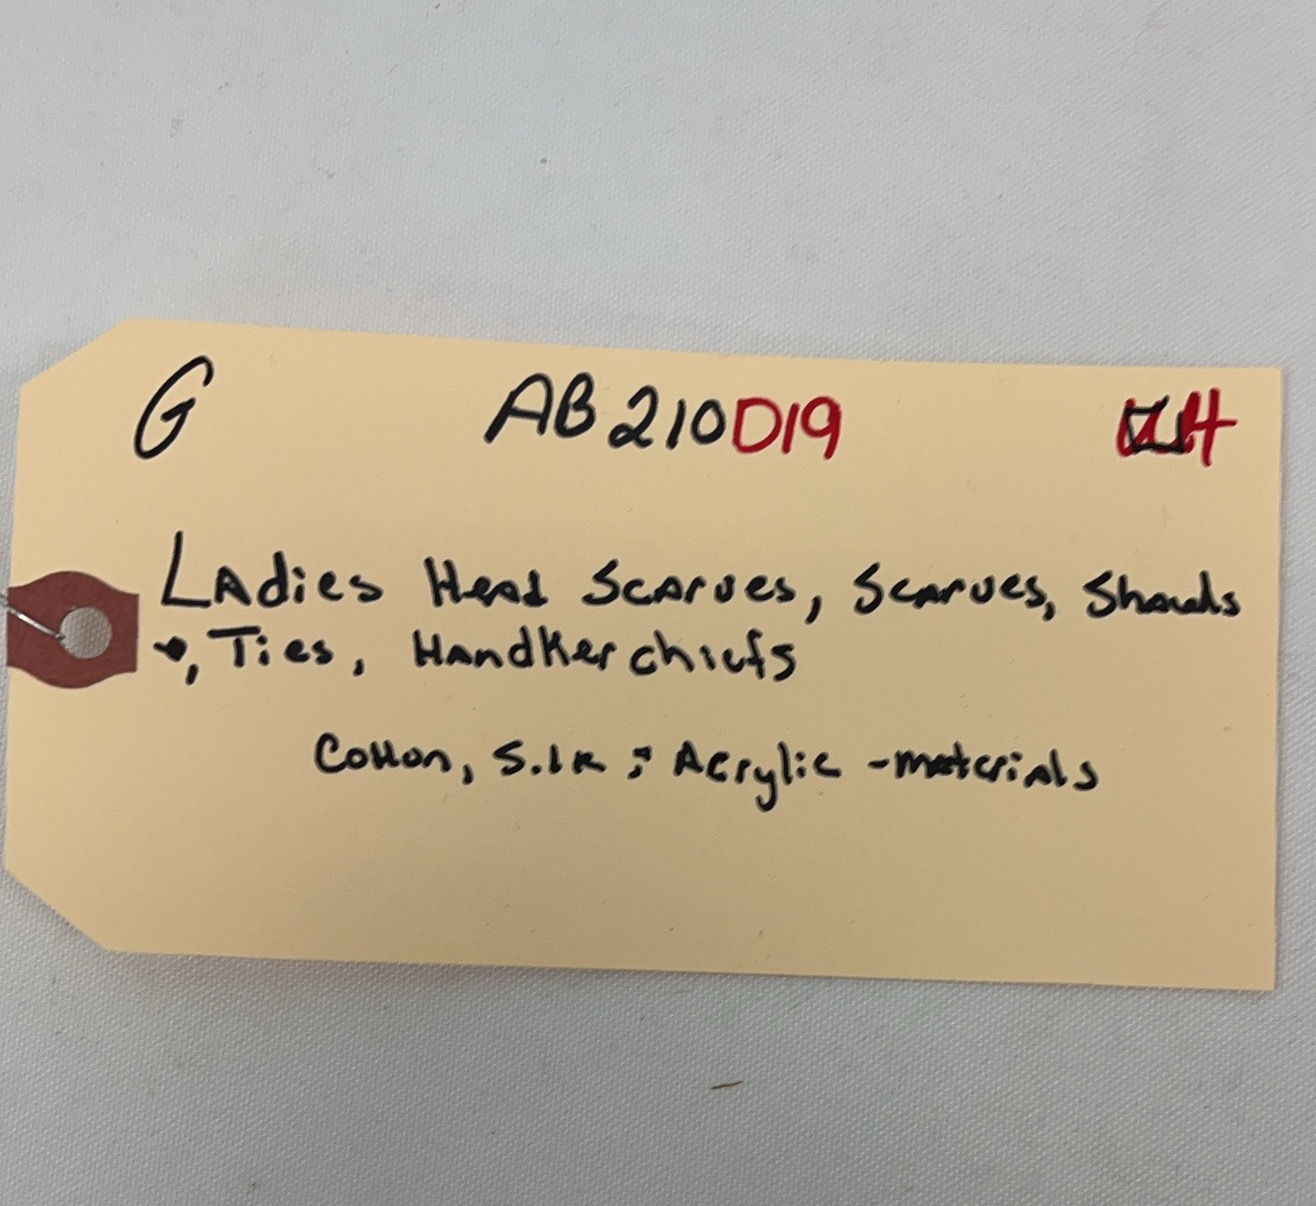 G AB210D19 H
LAdies Head Scarves, Scarves, Shawls
, Ties, Handkerchiefs
Cotton, Silk & Acrylic - materials